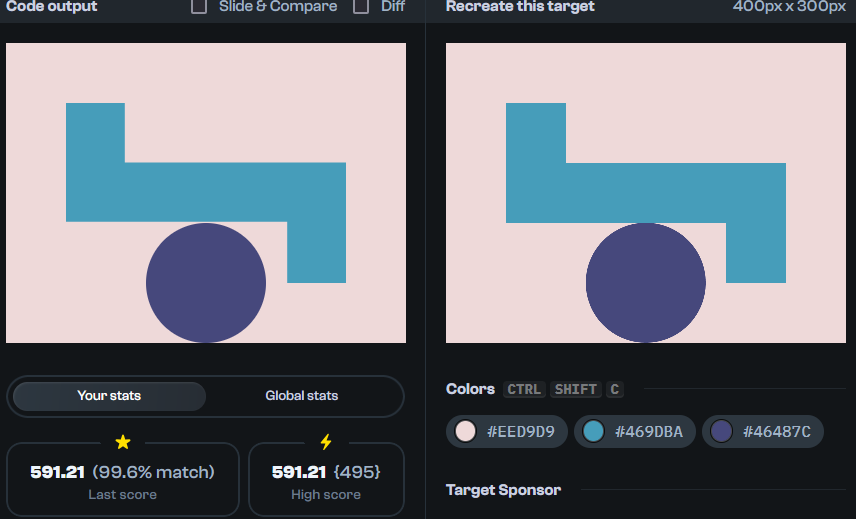 Code output
Slide & Compare
Diff
Recreate this target
400px x 300px
Your stats
Global stats
591.21 (99.6% match)
Last score
591.21 {495}
High score
Colors CTRL SHIFT C
#EED9D9
#469DBA
#46487C
Target Sponsor